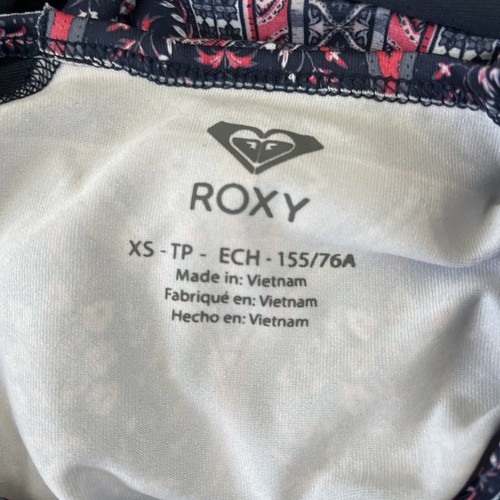 ROXY
XS - TP - ECH - 155/76A
Made in: Vietnam
Fabriqué en: Vietnam
Hecho en: Vietnam